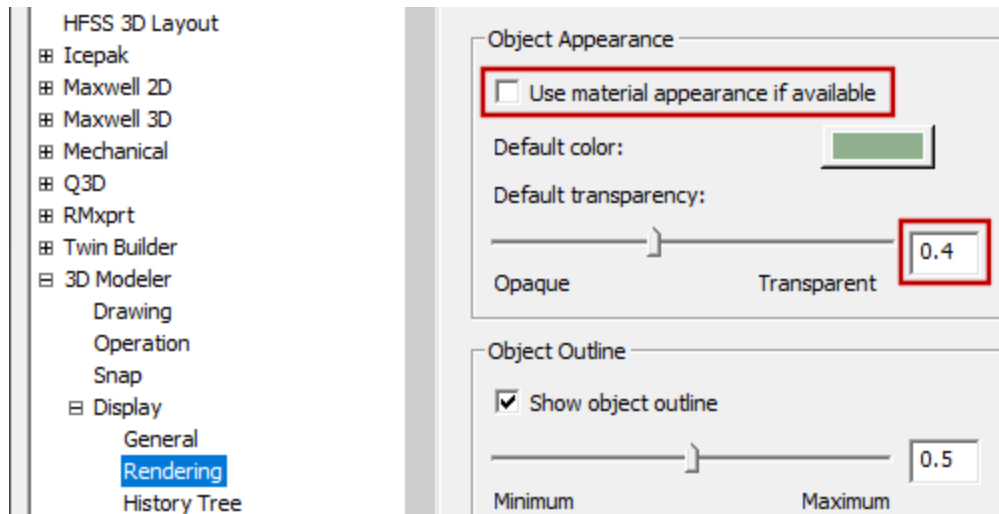 HFSS 3D Layout
Icepak
Maxwell 2D
Maxwell 3D
Mechanical
Q3D
RMxprt
Twin Builder
3D Modeler
Drawing
Operation
Snap
Display
General
Rendering
History Tree
Object Appearance
Use material appearance if available
Default color:
Default transparency:
0.4
Opaque Transparent
Object Outline
Show object outline
0.5
Minimum Maximum